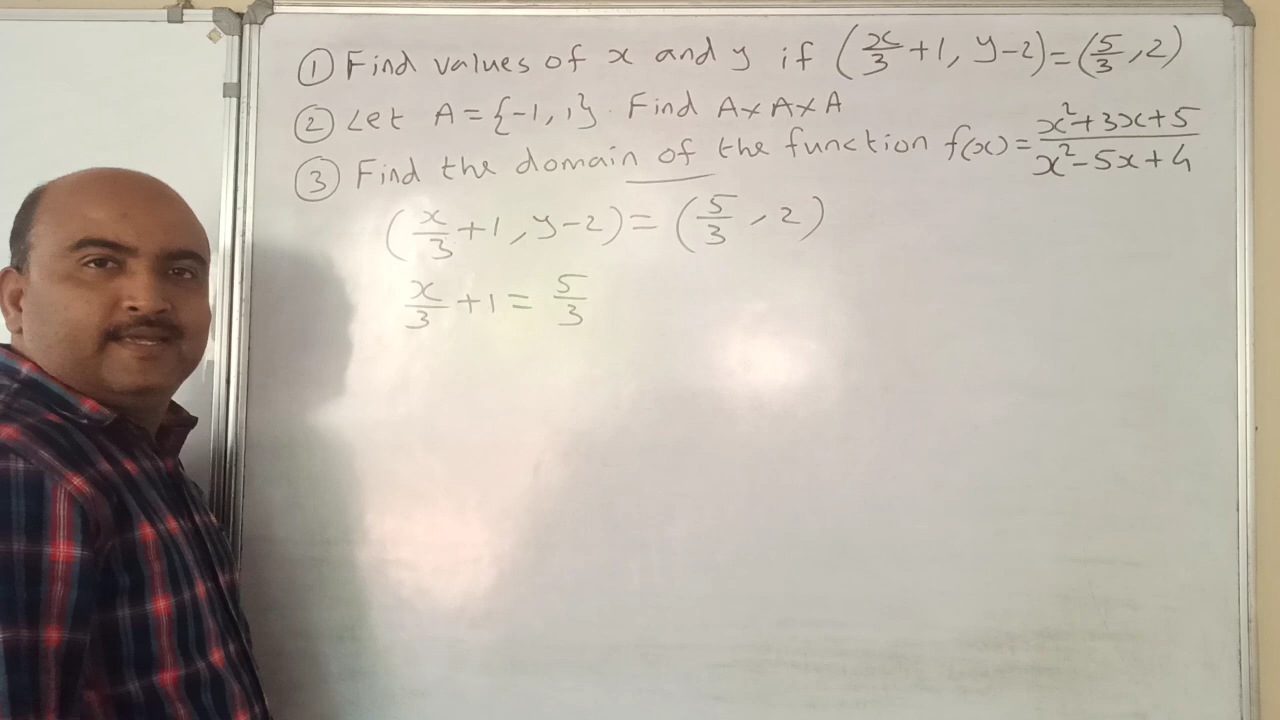 ① Find values of x and y if (x/3 + 1, y-2) = (5/3, 2)
② Let A = {-1, 1}. Find A×A×A
③ Find the domain of the function f(x) = x²+3x+5 / x²-5x+4
(x/3 + 1, y-2) = (5/3, 2)
x/3 + 1 = 5/3